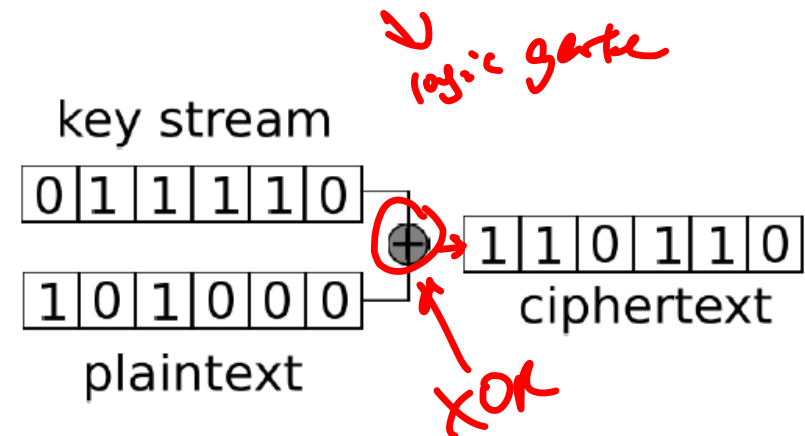 logic gate
key stream
0 1 1 1 1 0
1 1 0 1 1 0
1 0 1 0 0 0
ciphertext
plaintext
XOR